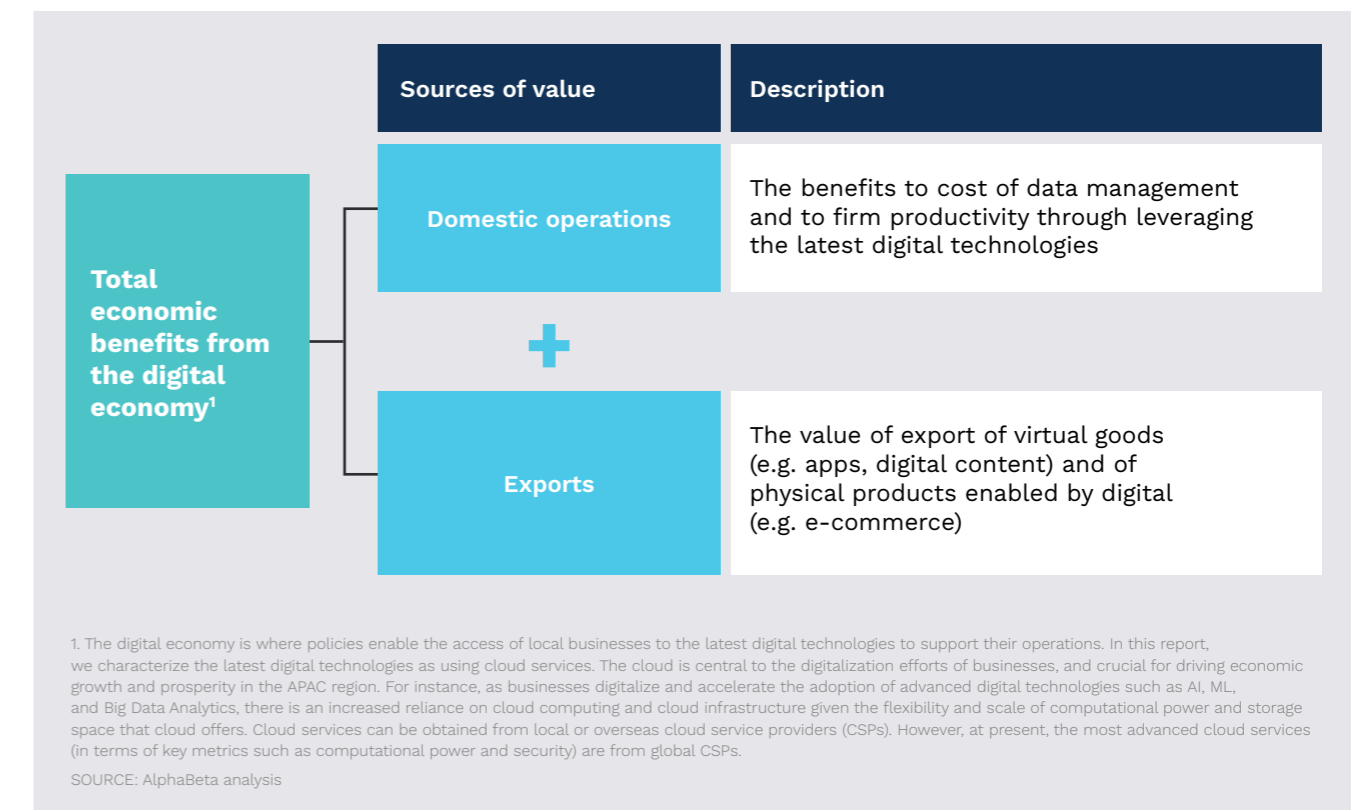 Sources of value
Description
Total
economic
benefits from
the digital
economy¹
Domestic operations
The benefits to cost of data management
and to firm productivity through leveraging
the latest digital technologies
+
Exports
The value of export of virtual goods
(e.g. apps, digital content) and of
physical products enabled by digital
(e.g. e-commerce)
1. The digital economy is where policies enable the access of local businesses to the latest digital technologies to support their operations. In this report,
we characterize the latest digital technologies as using cloud services. The cloud is central to the digitalization efforts of businesses, and crucial for driving economic
growth and prosperity in the APAC region. For instance, as businesses digitalize and accelerate the adoption of advanced digital technologies such as AI, ML,
and Big Data Analytics, there is an increased reliance on cloud computing and cloud infrastructure given the flexibility and scale of computational power and storage
space that cloud offers. Cloud services can be obtained from local or overseas cloud service providers (CSPs). However, at present, the most advanced cloud services
(in terms of key metrics such as computational power and security) are from global CSPs.
SOURCE: AlphaBeta analysis